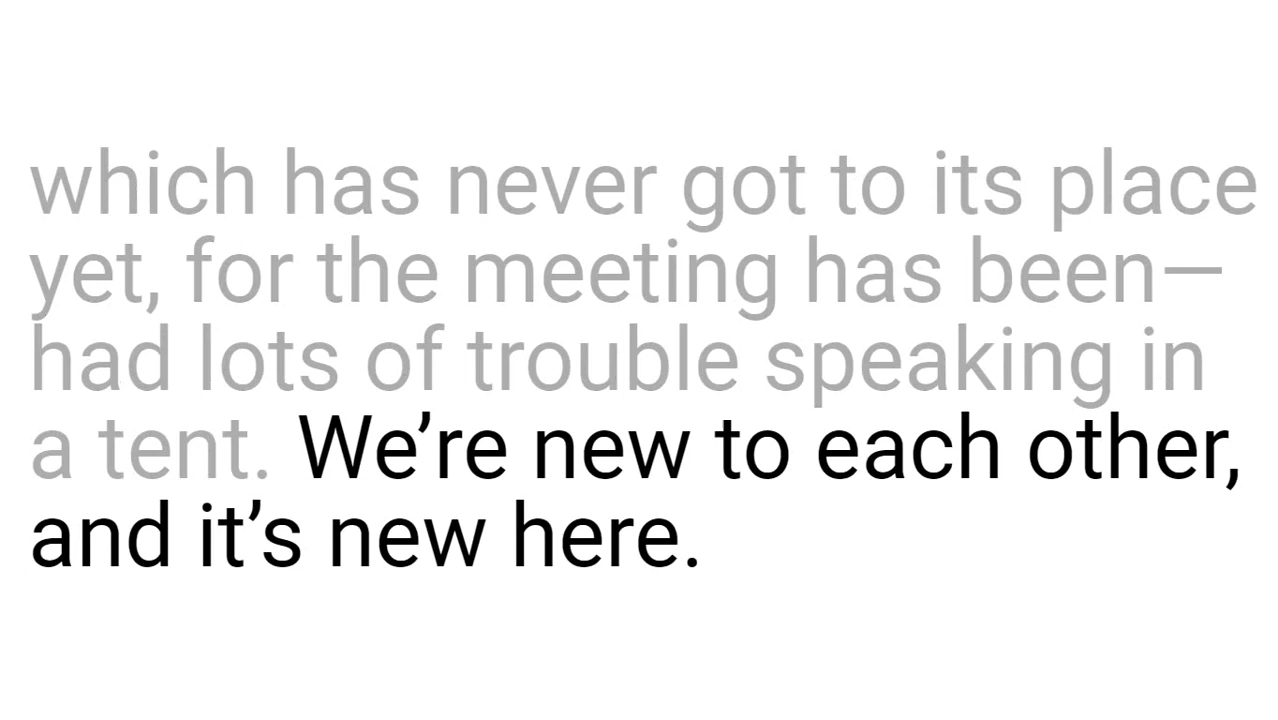 which has never got to its place
yet, for the meeting has been—
had lots of trouble speaking in
a tent. We’re new to each other,
and it’s new here.